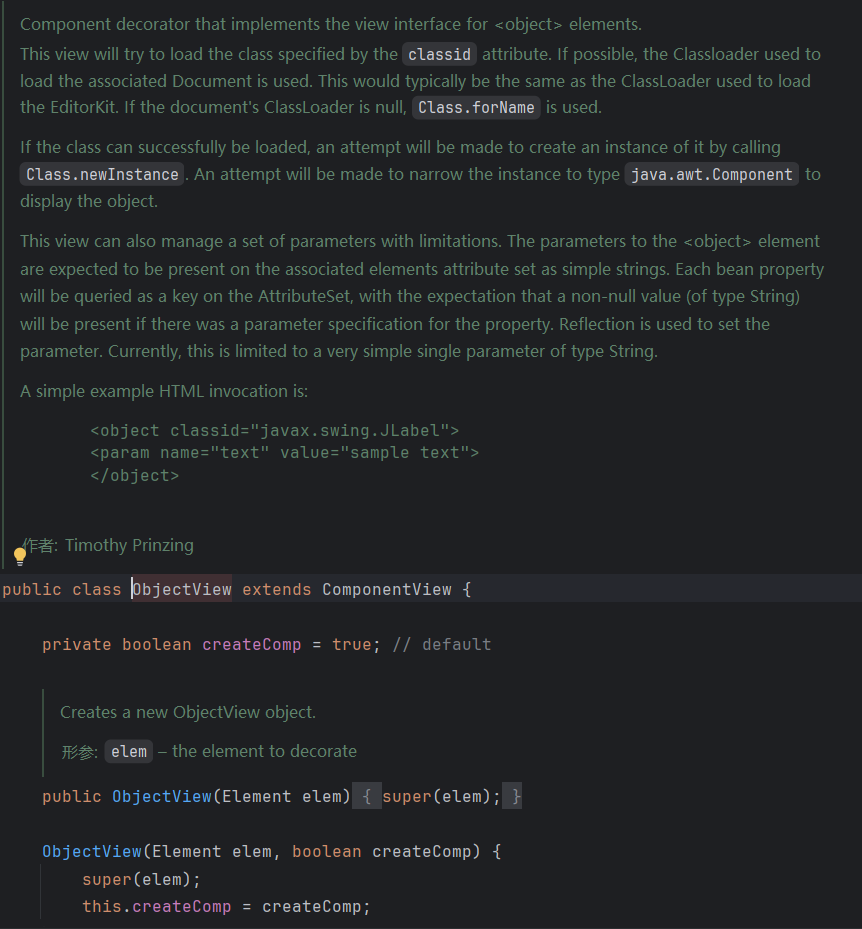 Component decorator that implements the view interface for <object> elements.
This view will try to load the class specified by the classid attribute. If possible, the Classloader used to
load the associated Document is used. This would typically be the same as the ClassLoader used to load
the EditorKit. If the document's ClassLoader is null, Class.forName is used.
If the class can successfully be loaded, an attempt will be made to create an instance of it by calling
Class.newInstance. An attempt will be made to narrow the instance to type java.awt.Component to
display the object.
This view can also manage a set of parameters with limitations. The parameters to the <object> element
are expected to be present on the associated elements attribute set as simple strings. Each bean property
will be queried as a key on the AttributeSet, with the expectation that a non-null value (of type String)
will be present if there was a parameter specification for the property. Reflection is used to set the
parameter. Currently, this is limited to a very simple single parameter of type String.
A simple example HTML invocation is:
<object classid="javax.swing.JLabel">
<param name="text" value="sample text">
</object>
作者: Timothy Prinzing
public class ObjectView extends ComponentView {
private boolean createComp = true; // default
Creates a new ObjectView object.
形参: elem – the element to decorate
public ObjectView(Element elem) { super(elem); }
ObjectView(Element elem, boolean createComp) {
super(elem);
this.createComp = createComp;